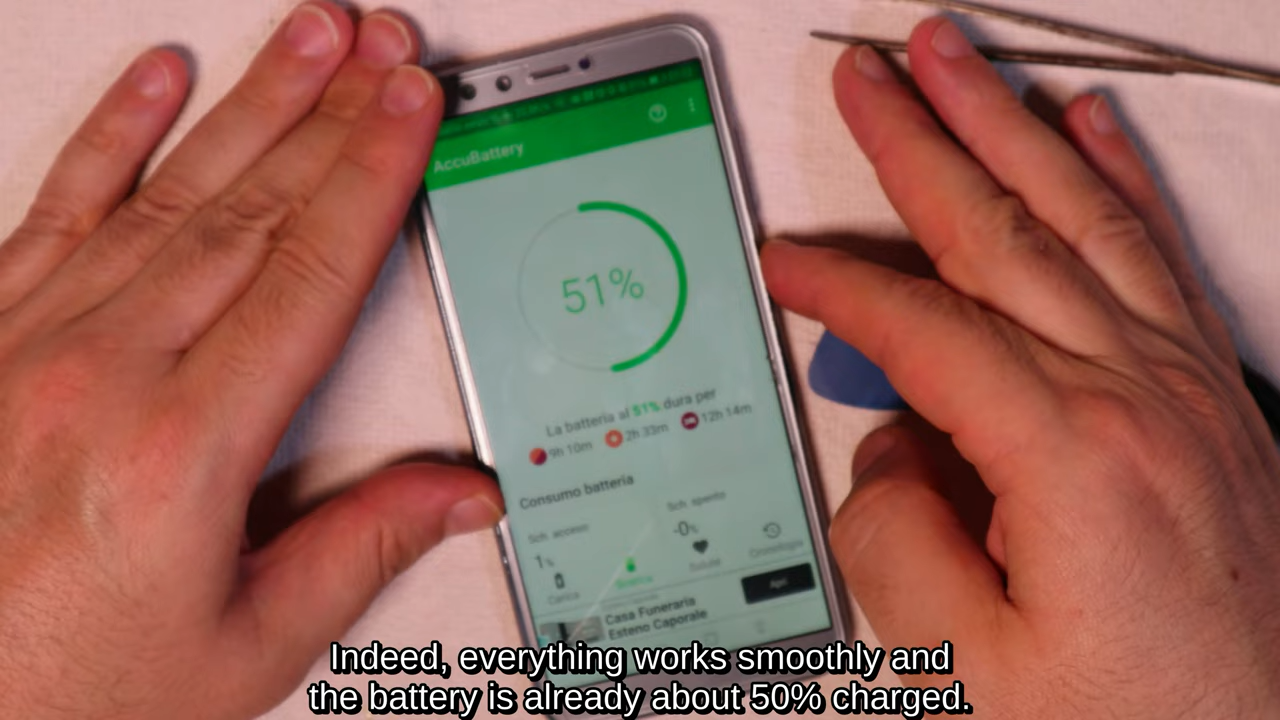 AccuBattery
51%
La batteria al 51% dura per
9h 10m 2h 33m 12h 14m
Consumo batteria
Sch. acceso Sch. spento
1% -0%
Carica Scarica Salute Cronologia
Casa Funeraria
Esteno Caporale
Apri
Indeed, everything works smoothly and
the battery is already about 50% charged.